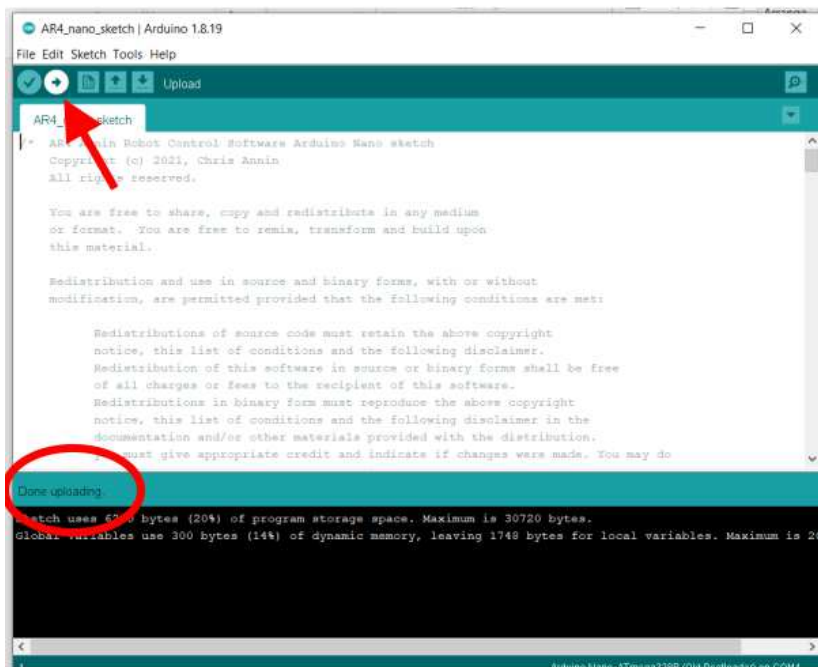 AR4_nano_sketch | Arduino 1.8.19
File Edit Sketch Tools Help
Upload
sketch
Annin Robot Control Software Arduino Nano sketch
(c) 2021, Chris Annin
All rights reserved.
You are free to share, copy and redistribute in any medium
or format. You are free to remix, transform and build upon
this material.
Redistribution and use in source and binary forms, with or without
modification, are permitted provided that the following conditions are met:
Redistributions of source code must retain the above copyright
notice, this list of conditions and the following disclaimer.
Redistribution of this software in source or binary forms shall be free
of all charges or fees to the recipient of this software.
Redistributions in binary form must reproduce the above copyright
notice, this list of conditions and the following disclaimer in the
documentation and/or other materials provided with the distribution.
must give appropriate credit and indicate if changes were made. You may do
Done uploading.
Sketch uses bytes (20%) of program storage space. Maximum is 30720 bytes.
Global variables use 300 bytes (14%) of dynamic memory, leaving 1748 bytes for local variables. Maximum is 20